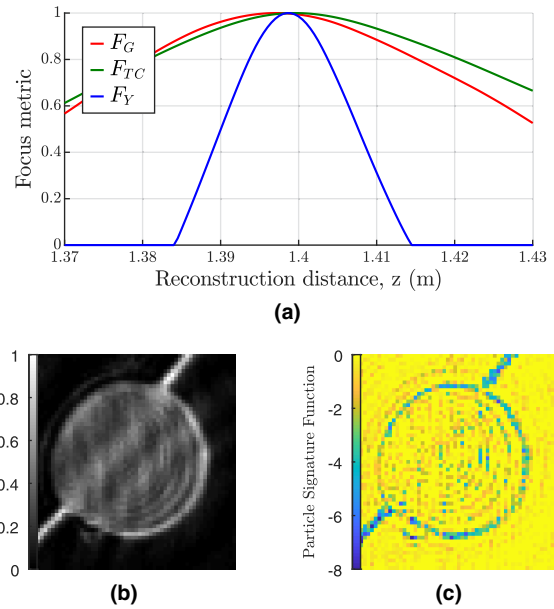 1
0.8
0.6
0.4
0.2
0
Focus metric
F_G
F_TC
F_Y
1.37 1.38 1.39 1.4 1.41 1.42 1.43
Reconstruction distance, z (m)
(a)
1
0.8
0.6
0.4
0.2
0
(b)
Particle Signature Function
0
-2
-4
-6
-8
(c)